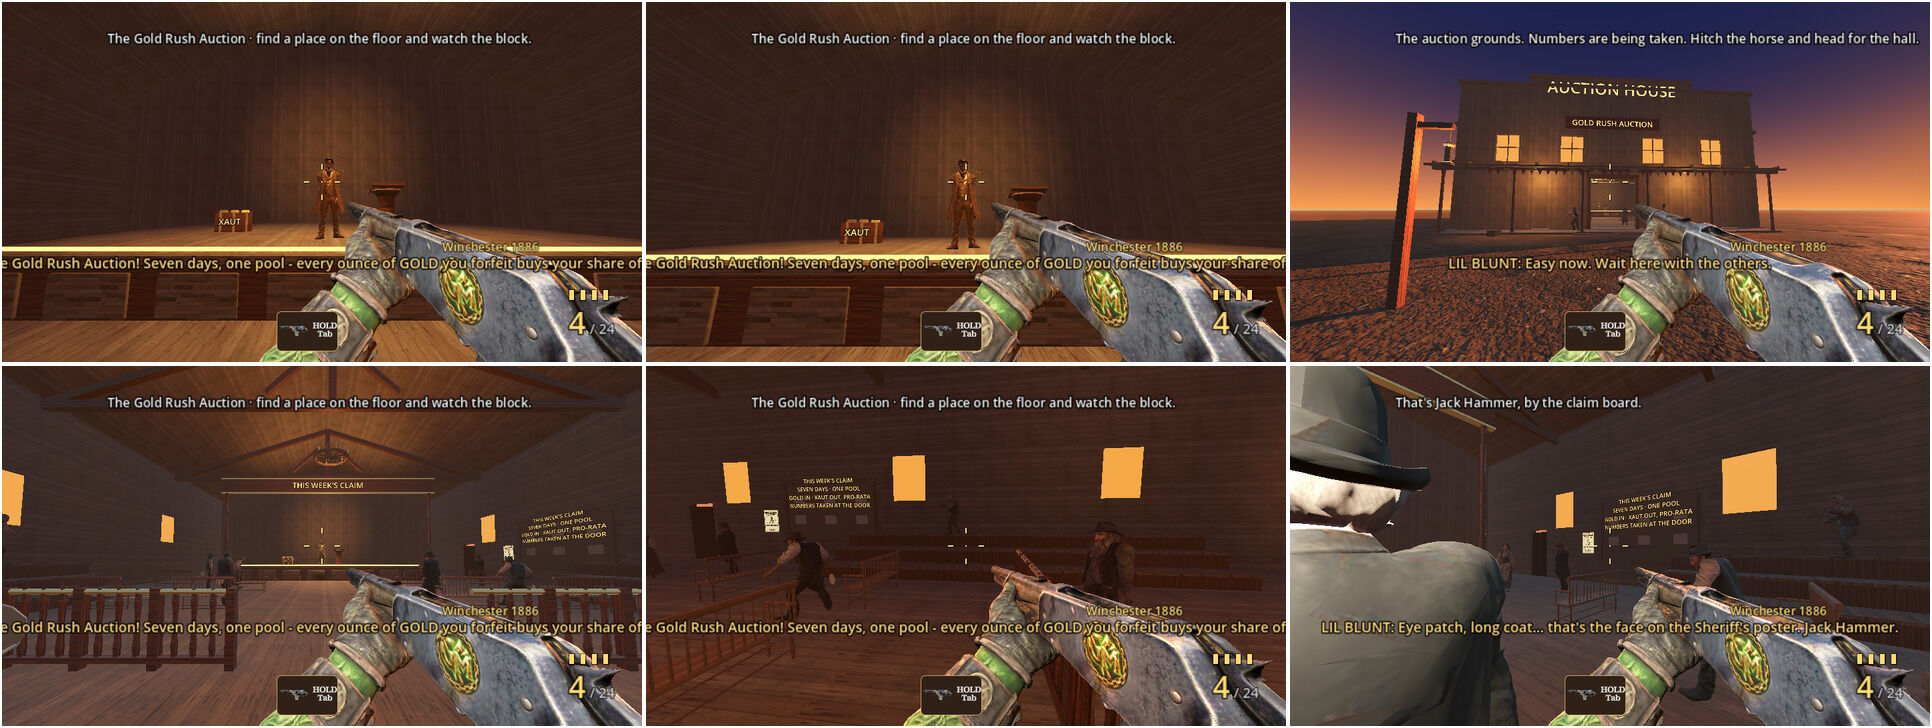 The Gold Rush Auction · find a place on the floor and watch the block.
XAUT
Winchester 1886
e Gold Rush Auction! Seven days, one pool - every ounce of GOLD you forfeit buys your share of
4 / 24
HOLD
Tab
The Gold Rush Auction · find a place on the floor and watch the block.
XAUT
Winchester 1886
e Gold Rush Auction! Seven days, one pool - every ounce of GOLD you forfeit buys your share of
4 / 24
HOLD
Tab
The auction grounds. Numbers are being taken. Hitch the horse and head for the hall.
AUCTION HOUSE
GOLD RUSH AUCTION
Winchester 1886
LIL BLUNT: Easy now. Wait here with the others.
4 / 24
HOLD
Tab
The Gold Rush Auction · find a place on the floor and watch the block.
THIS WEEK'S CLAIM
THIS WEEK'S CLAIM
SEVEN DAYS · ONE POOL
GOLD IN · XAUT OUT, PRO-RATA
NUMBERS TAKEN AT THE DOOR
Winchester 1886
e Gold Rush Auction! Seven days, one pool - every ounce of GOLD you forfeit buys your share of
4 / 24
HOLD
Tab
The Gold Rush Auction · find a place on the floor and watch the block.
THIS WEEK'S CLAIM
SEVEN DAYS · ONE POOL
GOLD IN · XAUT OUT, PRO-RATA
NUMBERS TAKEN AT THE DOOR
Winchester 1886
e Gold Rush Auction! Seven days, one pool - every ounce of GOLD you forfeit buys your share of
4 / 24
HOLD
Tab
That's Jack Hammer, by the claim board.
THIS WEEK'S CLAIM
SEVEN DAYS · ONE POOL
GOLD IN · XAUT OUT, PRO-RATA
NUMBERS TAKEN AT THE DOOR
Winchester 1886
LIL BLUNT: Eye patch, long coat... that's the face on the Sheriff's poster. Jack Hammer.
4 / 24
HOLD
Tab